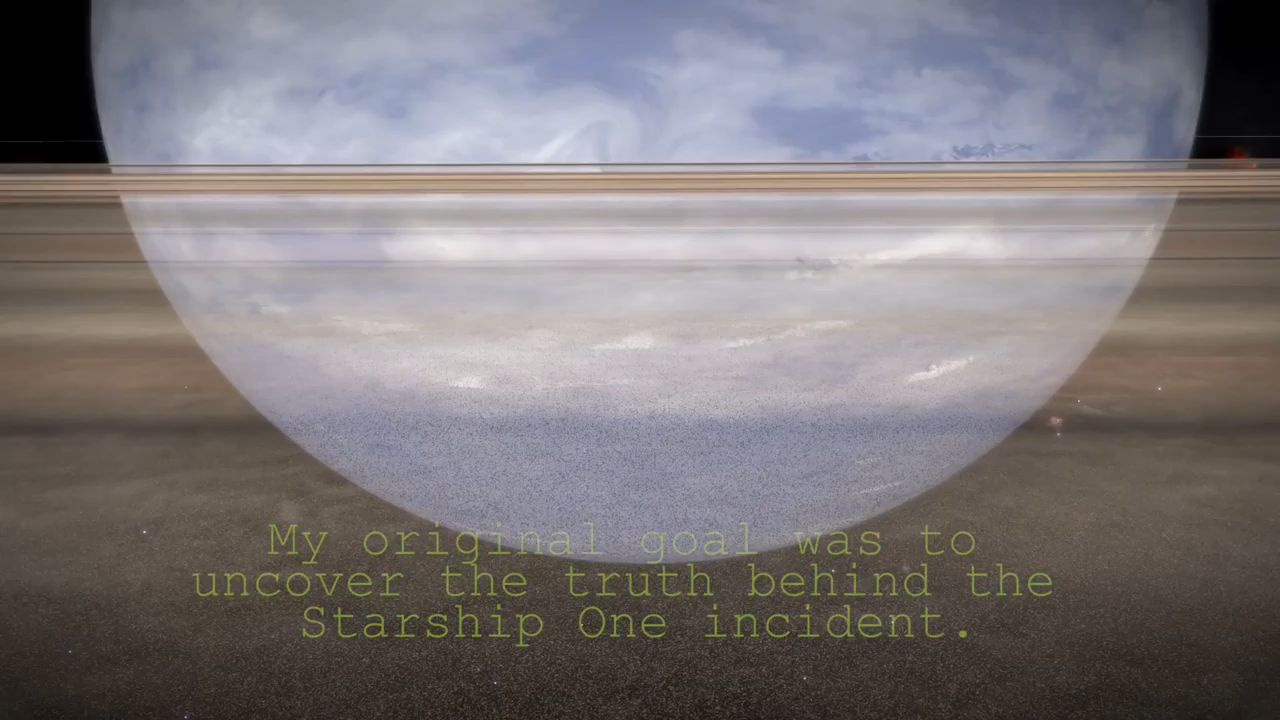 My original goal was to
uncover the truth behind the
Starship One incident.